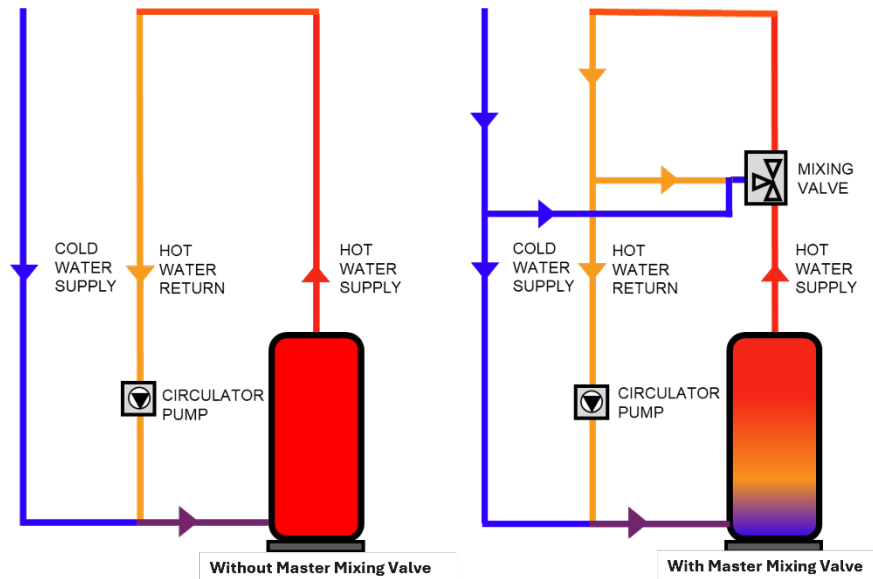 COLD
WATER
SUPPLY
HOT
WATER
RETURN
HOT
WATER
SUPPLY
CIRCULATOR
PUMP
Without Master Mixing Valve
MIXING
VALVE
COLD
WATER
SUPPLY
HOT
WATER
RETURN
HOT
WATER
SUPPLY
CIRCULATOR
PUMP
With Master Mixing Valve